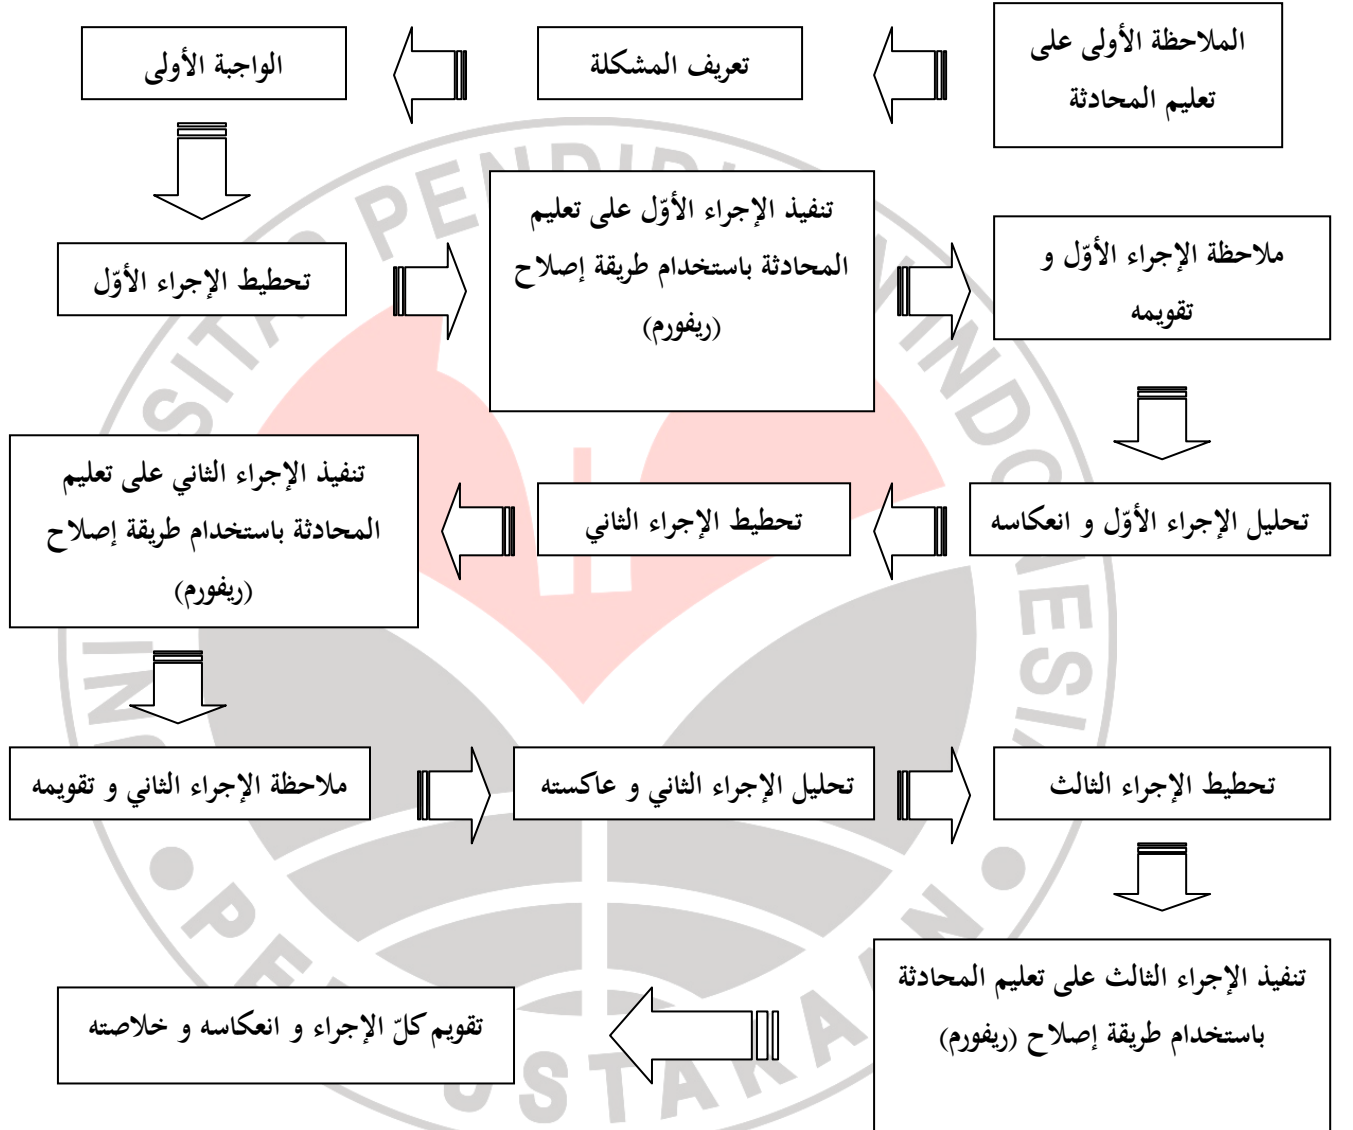 الملاحظة الأولى على
تعليم المحادثة
تعريف المشكلة
الواجبة الأولى
تحطيط الإجراء الأوّل
تنفيذ الإجراء الأوّل على تعليم
المحادثة باستخدام طريقة إصلاح
(ريفورم)
ملاحظة الإجراء الأوّل و
تقويمه
تحليل الإجراء الأوّل و انعكاسه
تحطيط الإجراء الثاني
تنفيذ الإجراء الثاني على تعليم
المحادثة باستخدام طريقة إصلاح
(ريفورم)
ملاحظة الإجراء الثاني و تقويمه
تحليل الإجراء الثاني و عاكسته
تحطيط الإجراء الثالث
تنفيذ الإجراء الثالث على تعليم المحادثة
باستخدام طريقة إصلاح (ريفورم)
تقويم كلّ الإجراء و انعكاسه و خلاصته